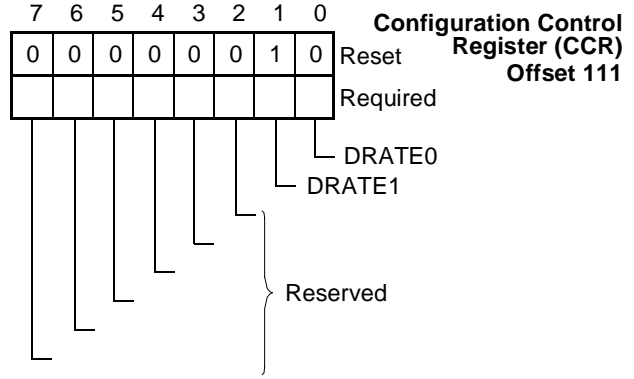 7 6 5 4 3 2 1 0
Configuration Control
Register (CCR)
Offset 111
0 0 0 0 0 0 1 0 Reset
Required
DRATE0
DRATE1
Reserved